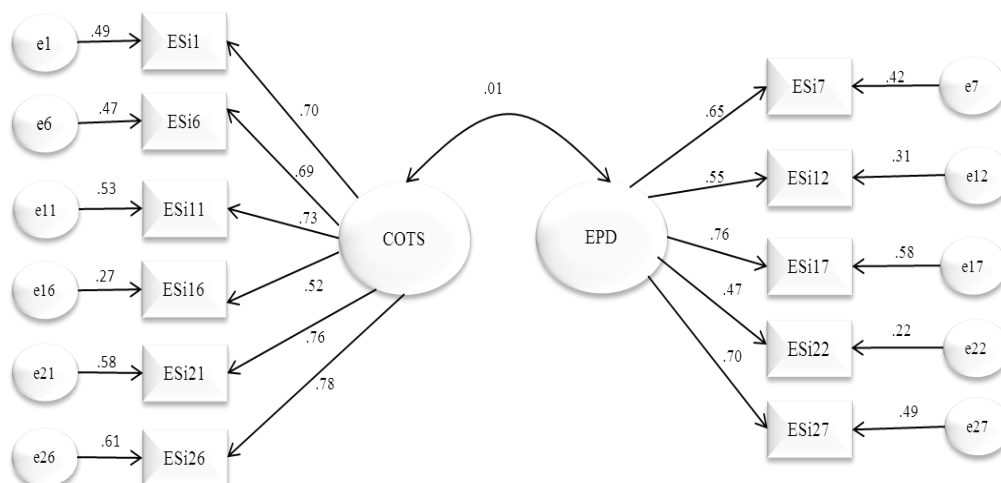 e1
.49
ESi1
e6
.47
ESi6
e11
.53
ESi11
e16
.27
ESi16
e21
.58
ESi21
e26
.61
ESi26
.70
.69
.73
.52
.76
.78
COTS
.01
EPD
.65
.55
.76
.47
.70
ESi7
.42
e7
ESi12
.31
e12
ESi17
.58
e17
ESi22
.22
e22
ESi27
.49
e27